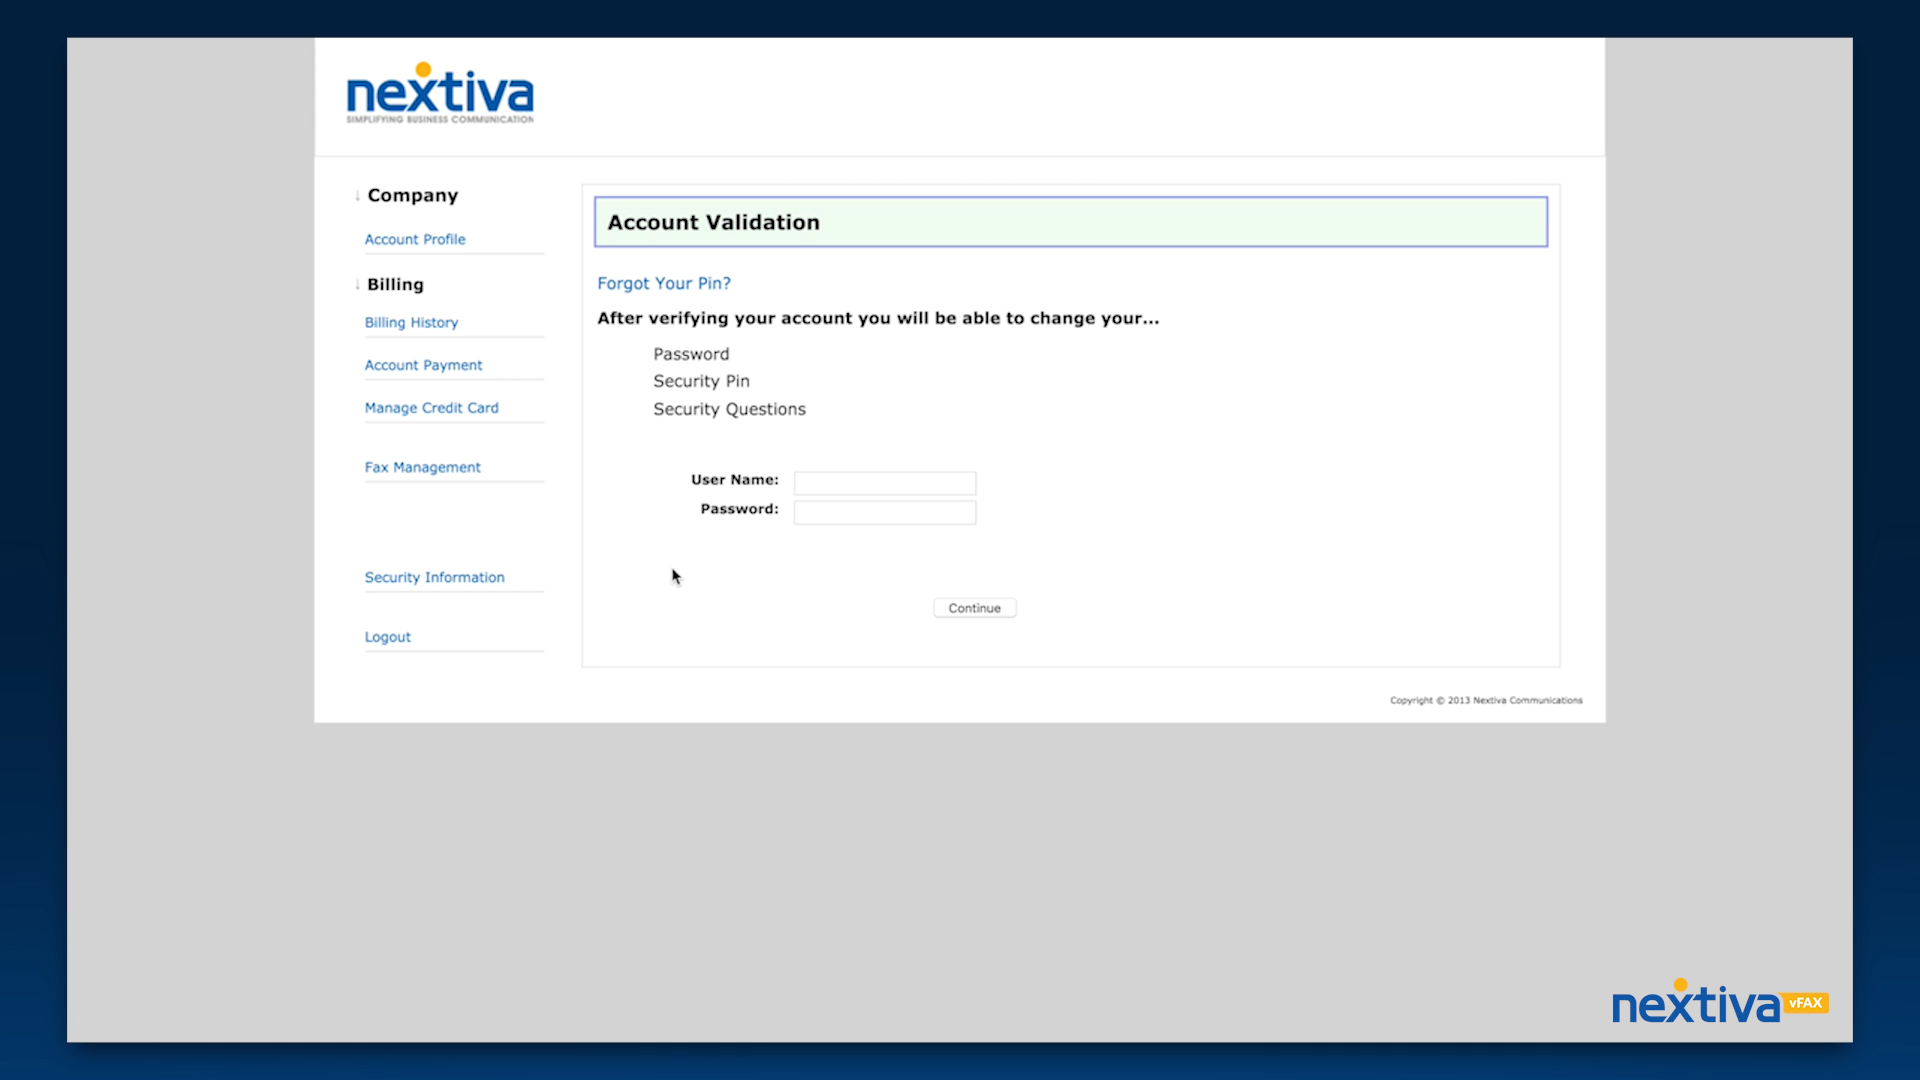 nextiva
SIMPLIFYING BUSINESS COMMUNICATION
Company
Account Profile
Billing
Billing History
Account Payment
Manage Credit Card
Fax Management
Security Information
Logout
Account Validation
Forgot Your Pin?
After verifying your account you will be able to change your...
Password
Security Pin
Security Questions
User Name:
Password:
Continue
Copyright © 2013 Nextiva Communications
nextiva vFAX